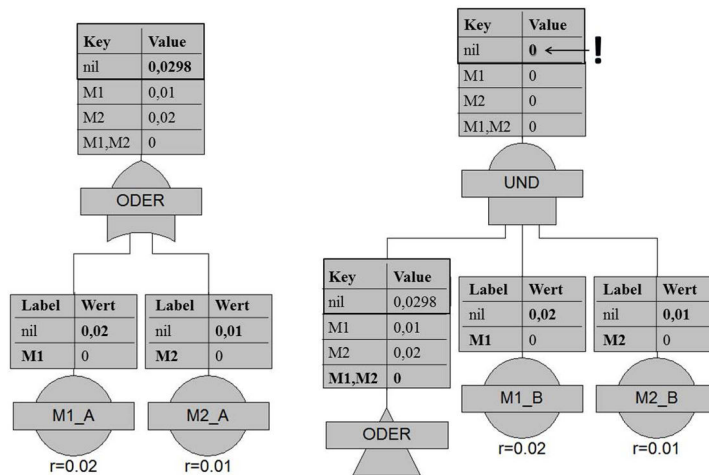 Key Value
nil 0,0298
M1 0,01
M2 0,02
M1,M2 0
ODER
Label Wert
nil 0,02
M1 0
Label Wert
nil 0,01
M2 0
M1_A
M2_A
r=0.02
r=0.01
Key Value
nil 0 !
M1 0
M2 0
M1,M2 0
UND
Key Value
nil 0,0298
M1 0,01
M2 0,02
M1,M2 0
Label Wert
nil 0,02
M1 0
Label Wert
nil 0,01
M2 0
ODER
M1_B
M2_B
r=0.02
r=0.01